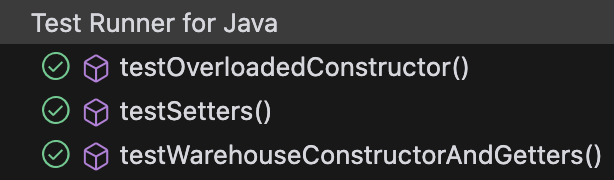 Test Runner for Java
testOverloadedConstructor()
testSetters()
testWarehouseConstructorAndGetters()